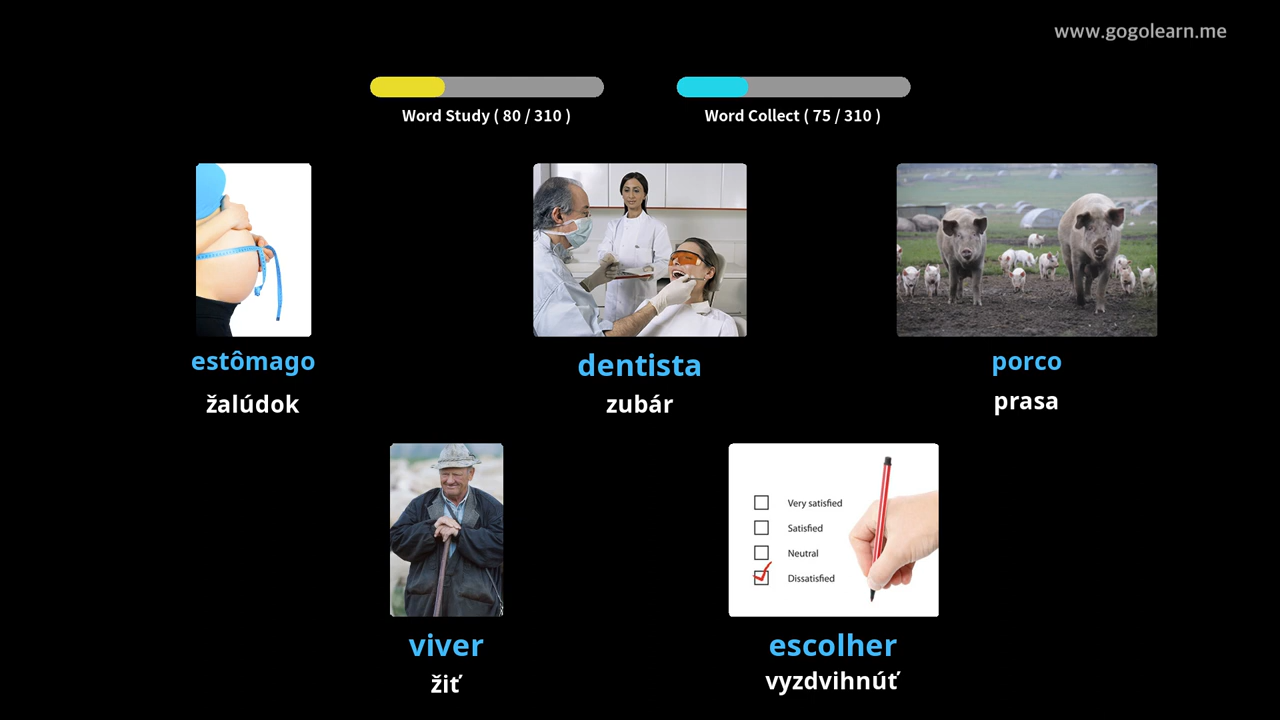 www.gogolearn.me
Word Study ( 80 / 310 )
Word Collect ( 75 / 310 )
estômago
žalúdok
dentista
zubár
porco
prasa
viver
žiť
escolher
vyzdvihnúť
Very satisfied
Satisfied
Neutral
Dissatisfied